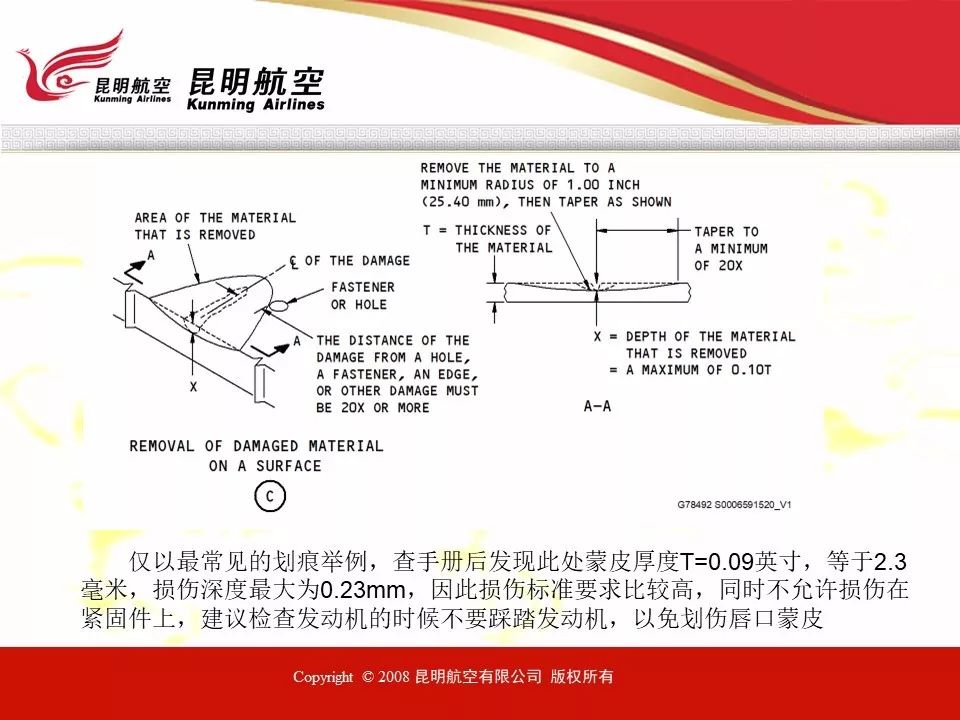 昆明航空
Kunming Airlines
昆明航空
Kunming Airlines
REMOVE THE MATERIAL TO A
MINIMUM RADIUS OF 1.00 INCH
(25.40 mm), THEN TAPER AS SHOWN
AREA OF THE MATERIAL
THAT IS REMOVED
A
℄ OF THE DAMAGE
FASTENER
OR HOLE
A
THE DISTANCE OF THE
DAMAGE FROM A HOLE,
A FASTENER, AN EDGE,
OR OTHER DAMAGE MUST
BE 20X OR MORE
X
T = THICKNESS OF
THE MATERIAL
TAPER TO
A MINIMUM
OF 20X
X = DEPTH OF THE MATERIAL
THAT IS REMOVED
= A MAXIMUM OF 0.10T
A-A
REMOVAL OF DAMAGED MATERIAL
ON A SURFACE
C
G78492 S0006591520_V1
仅以最常见的划痕举例，查手册后发现此处蒙皮厚度T=0.09英寸，等于2.3
毫米，损伤深度最大为0.23mm，因此损伤标准要求比较高，同时不允许损伤在
紧固件上，建议检查发动机的时候不要踩踏发动机，以免划伤唇口蒙皮
Copyright © 2008 昆明航空有限公司 版权所有